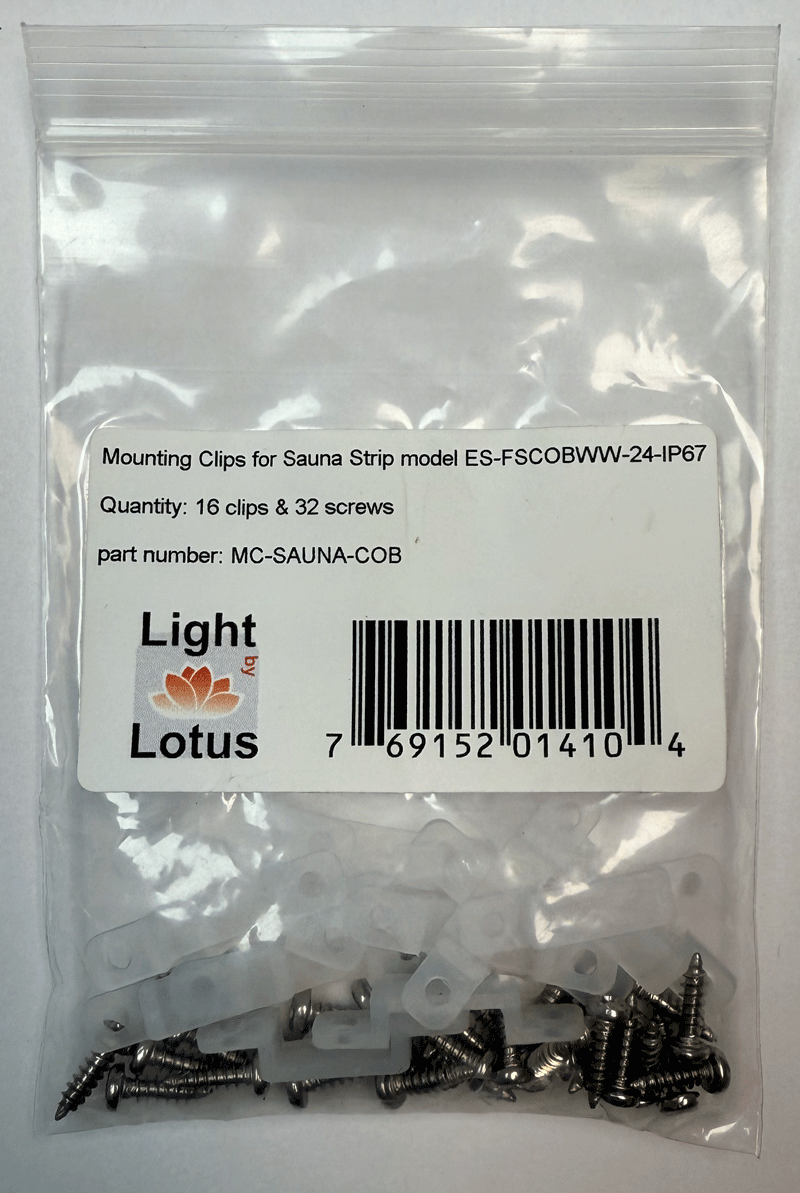 Mounting Clips for Sauna Strip model ES-FSCOBWW-24-IP67
Quantity: 16 clips & 32 screws
part number: MC-SAUNA-COB
Light
by
Lotus
7 69152 01410 4